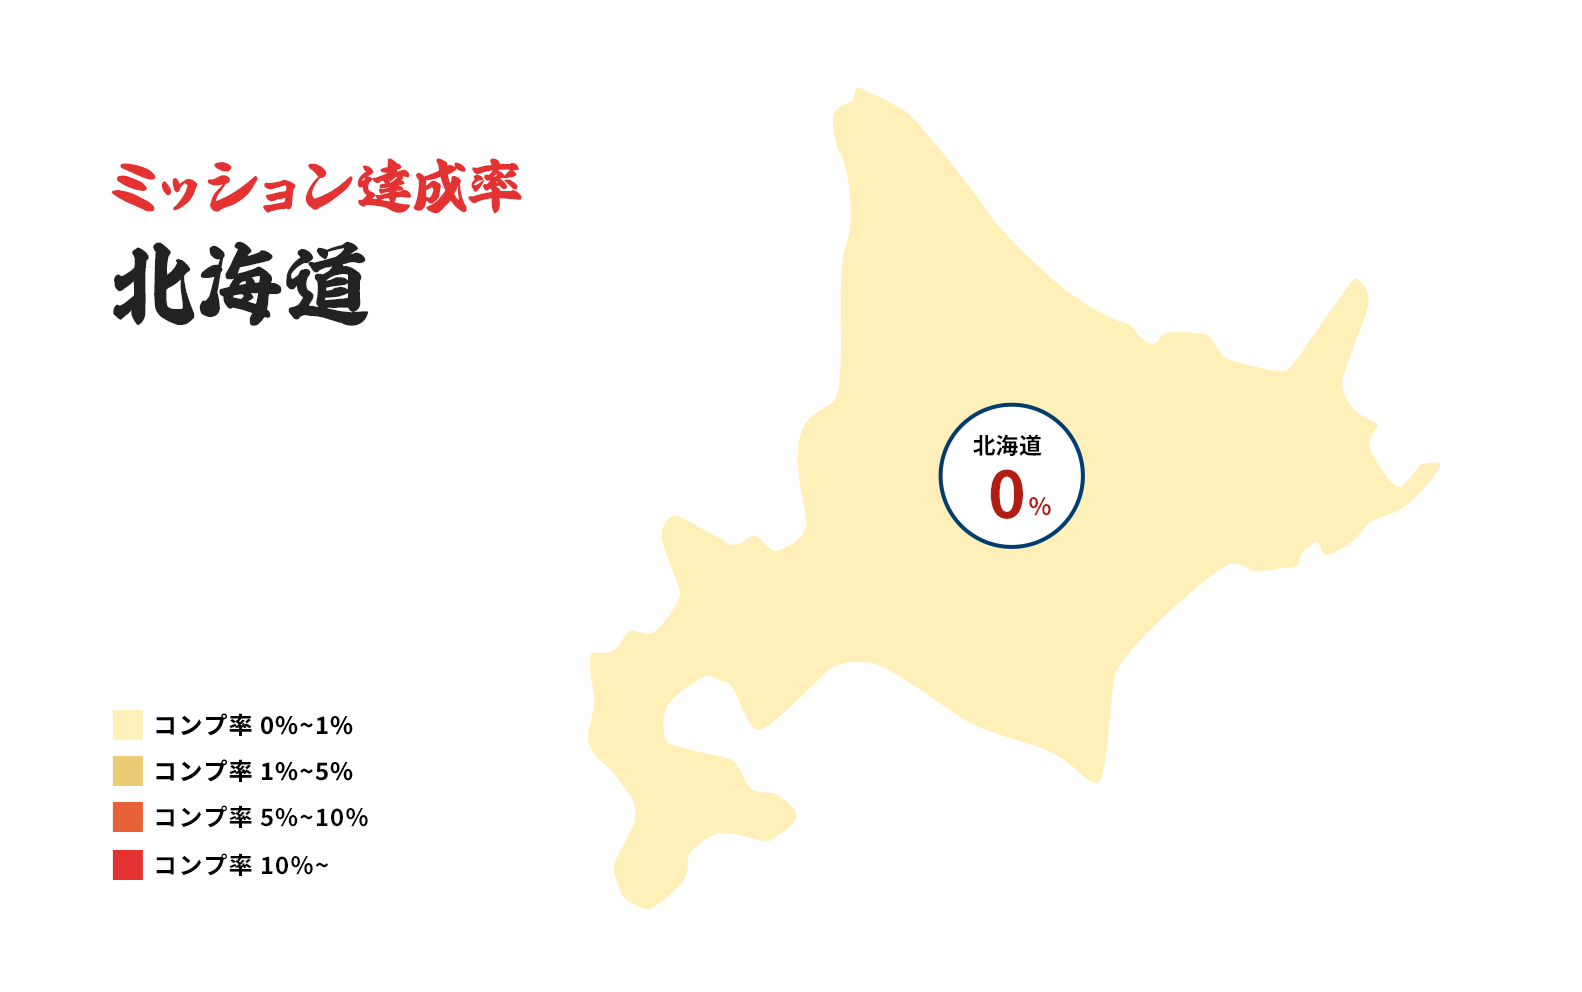 ミッション達成率
北海道
北海道
0%
コンプ率 0%~1%
コンプ率 1%~5%
コンプ率 5%~10%
コンプ率 10%~